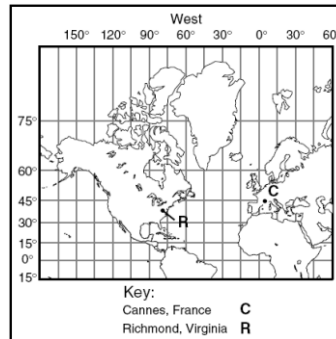 West
150° 120° 90° 60° 30° 0° 30° 60
75°
60°
45°
30°
15°
0°
15°
C
R
Key:
Cannes, France C
Richmond, Virginia R